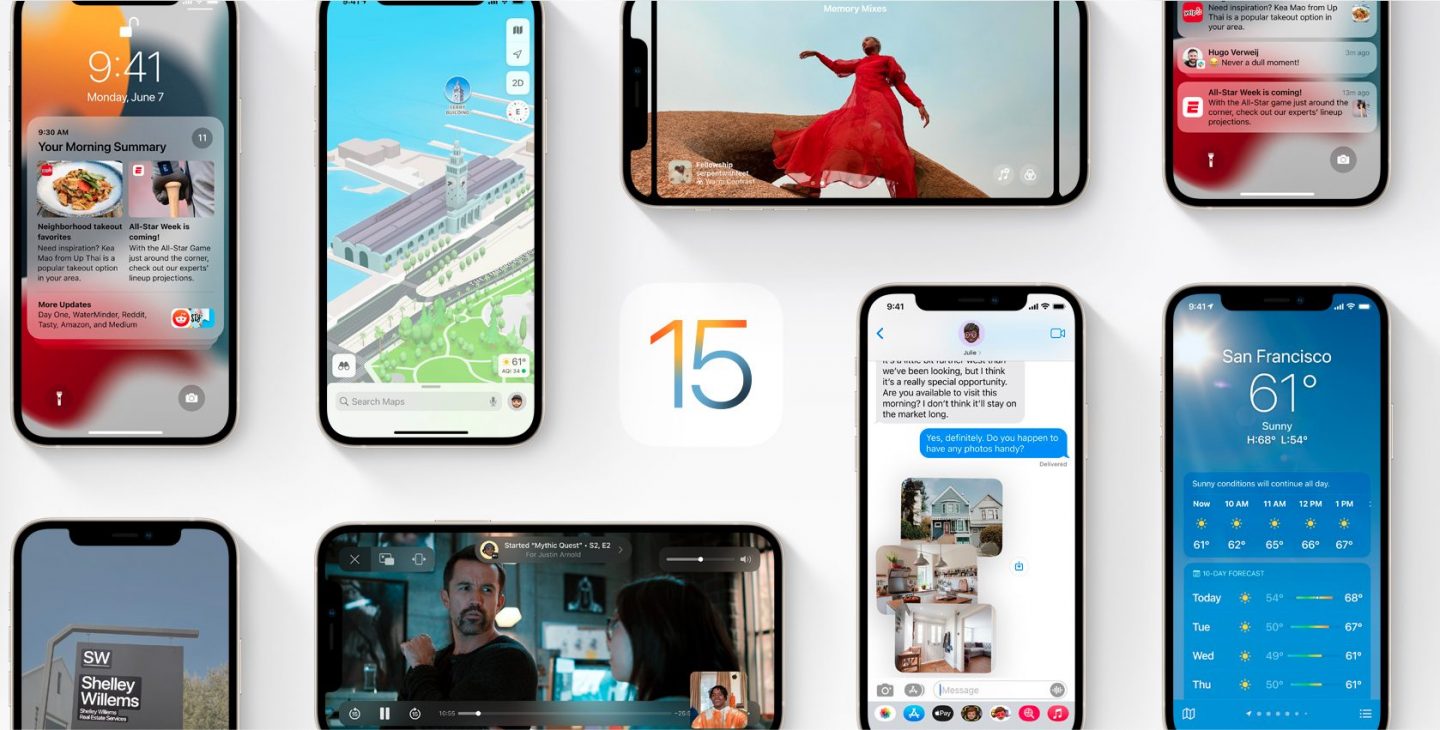 9:41
Monday, June 7
9:30 AM
11
Your Morning Summary
Neighborhood takeout
favorites
Need inspiration? Kea
Mao from Up Thai is a
popular takeout option
in your area.
All-Star Week is
coming!
With the All-Star Game
just around the corner,
check out our experts’
lineup projections.
More Updates
Day One, WaterMinder, Reddit,
Tasty, Amazon, and Medium
9:41
2D
E
FERRY
BUILDING
61°
AQI: 34
Search Maps
Memory Mixes
Fellowship
serpentwithfeet
Warm Contrast
Need inspiration? Kea Mao from Up
Thai is a popular takeout option in
your area.
Hugo Verweij
3m ago
Never a dull moment!
All-Star Week is coming!
13m ago
With the All-Star game just around the
corner, check out our experts’ lineup
projections.
15
9:41
Julie
we’ve been looking, but I think
it’s a really special opportunity.
Are you available to visit this
morning? I don’t think it’ll stay on
the market long.
Yes, definitely. Do you happen to
have any photos handy?
Delivered
Message
Pay
9:41
San Francisco
61°
Sunny
H:68° L:54°
Sunny conditions will continue all day.
Now 10 AM 11 AM 12 PM 1 PM
61° 62° 65° 66° 67°
10-DAY FORECAST
Today 54° 68°
Tue 50° 67°
Wed 49° 61°
Thu 50° 61°
SW
Shelley
Willems
Shelley Willems
Real Estate Services
Started “Mythic Quest” • S2, E2
For Justin Arnold
15
15
10:55